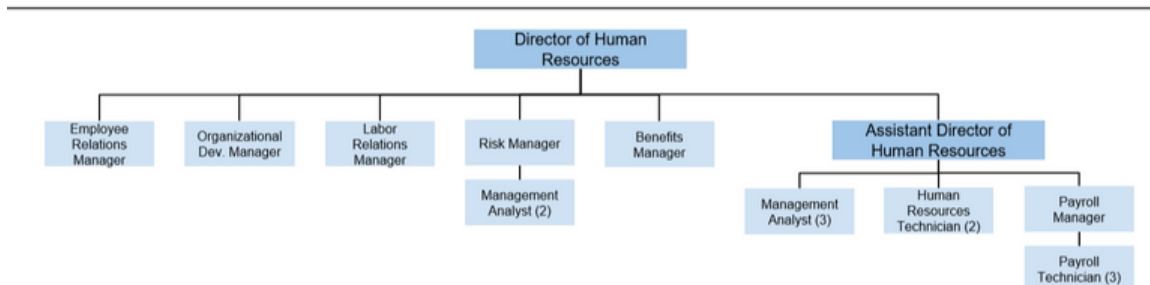 Director of Human
Resources
Employee
Relations
Manager
Organizational
Dev. Manager
Labor
Relations
Manager
Risk Manager
Benefits
Manager
Assistant Director of
Human Resources
Management
Analyst (2)
Management
Analyst (3)
Human
Resources
Technician (2)
Payroll
Manager
Payroll
Technician (3)